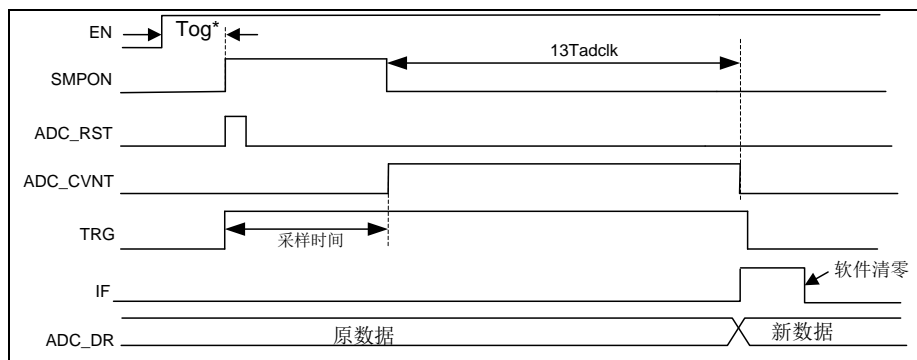 EN
Tog*
13Tadclk
SMPON
ADC_RST
ADC_CVNT
TRG
采样时间
IF
软件清零
ADC_DR
原数据
新数据